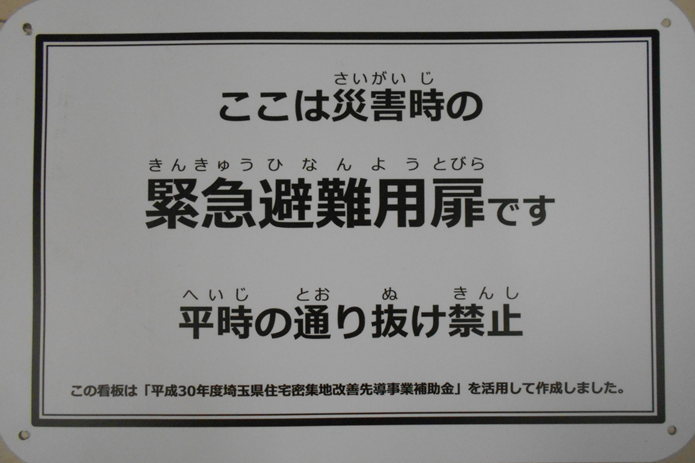 さいがい じ
ここは災害時の
きんきゅう ひ なん よう とびら
緊急避難用扉です
へいじ とお ぬ きんし
平時の通り抜け禁止
この看板は「平成30年度埼玉県住宅密集地改善先導事業補助金」を活用して作成しました。